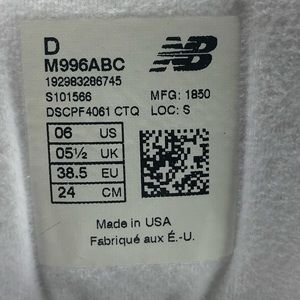 D
M996ABC NB
192983286745
S101566 MFG: 1850
DSCPF4061 CTQ LOC: S
06 US
05½ UK
38.5 EU
24 CM
Made in USA
Fabriqué aux É.-U.